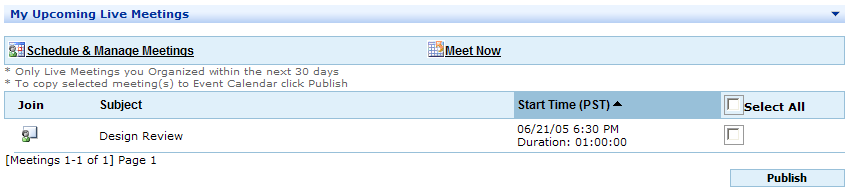 My Upcoming Live Meetings
Schedule & Manage Meetings Meet Now
* Only Live Meetings you Organized within the next 30 days
* To copy selected meeting(s) to Event Calendar click Publish
Join Subject Start Time (PST) Select All
Design Review 06/21/05 6:30 PM
Duration: 01:00:00
[Meetings 1-1 of 1] Page 1
Publish